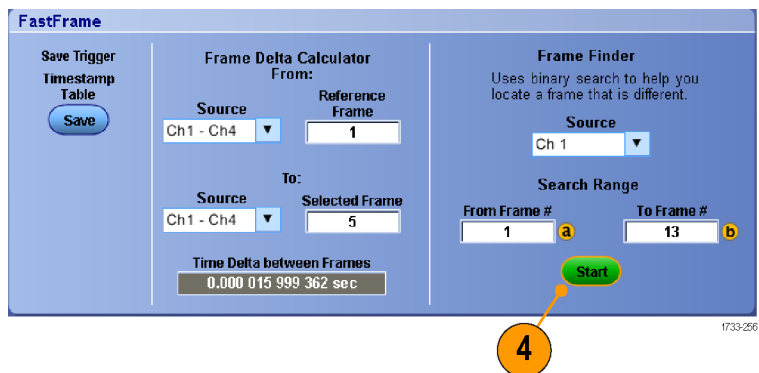 FastFrame
Save Trigger
Timestamp
Table
Save
Frame Delta Calculator
From:
Source
Reference
Frame
Ch1 - Ch4
1
To:
Source
Selected Frame
Ch1 - Ch4
5
Time Delta between Frames
0.000 015 999 362 sec
Frame Finder
Uses binary search to help you
locate a frame that is different.
Source
Ch 1
Search Range
From Frame #
To Frame #
1
a
13
b
Start
4
1733-256